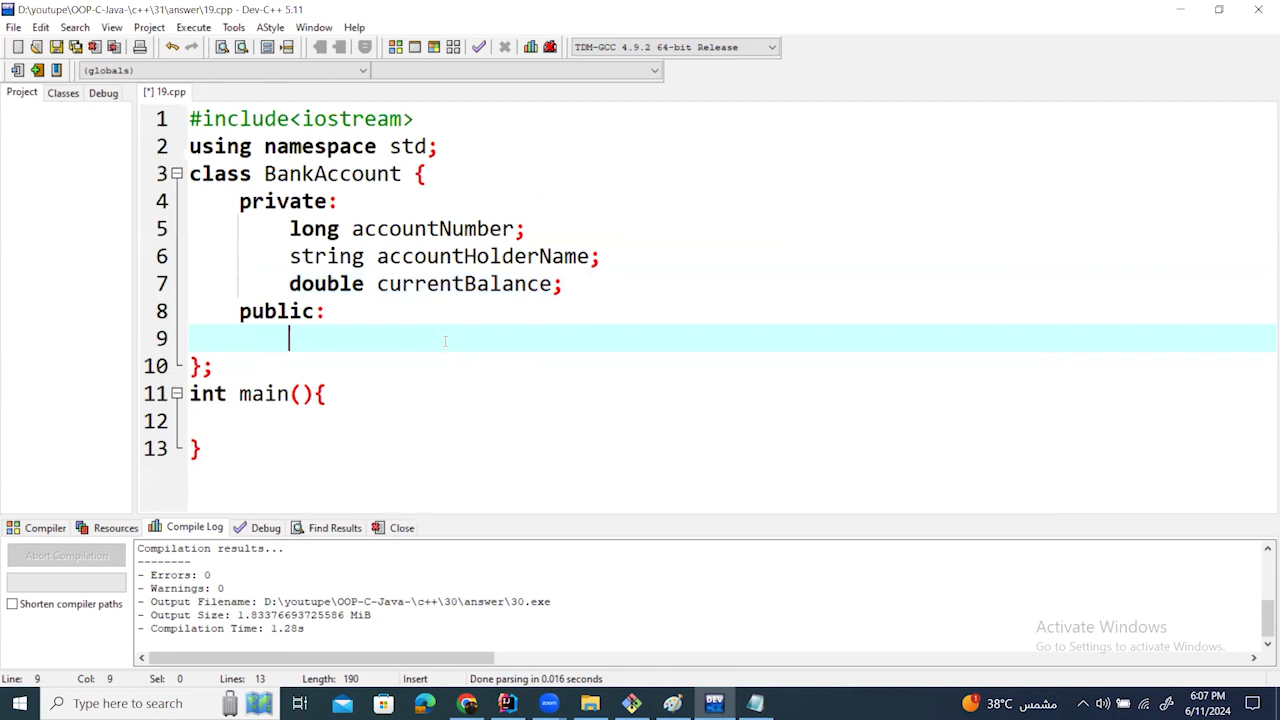 D:\youtupe\OOP-C-Java-\c++\31\answer\19.cpp - Dev-C++ 5.11
File Edit Search View Project Execute Tools AStyle Window Help
TDM-GCC 4.9.2 64-bit Release
(globals)
Project Classes Debug
[*] 19.cpp
1 #include<iostream>
2 using namespace std;
3 class BankAccount {
4 private:
5 long accountNumber;
6 string accountHolderName;
7 double currentBalance;
8 public:
9
10 };
11 int main(){
12
13 }
Compiler Resources Compile Log Debug Find Results Close
Abort Compilation
Shorten compiler paths
Compilation results...
--------
- Errors: 0
- Warnings: 0
- Output Filename: D:\youtupe\OOP-C-Java-\c++\30\answer\30.exe
- Output Size: 1.83376693725586 MiB
- Compilation Time: 1.28s
Activate Windows
Go to Settings to activate Windows.
Line: 9 Col: 9 Sel: 0 Lines: 13 Length: 190 Insert Done parsing in 0.016 seconds
Type here to search
zoom
DEV
38°C مشمس
6:07 PM
6/11/2024